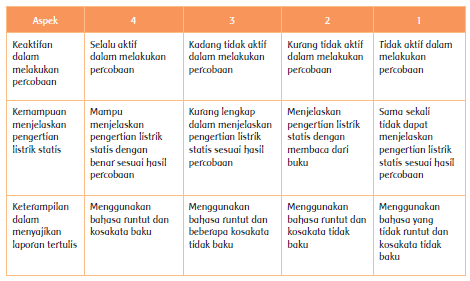 Aspek 4 3 2 1
Keaktifan
dalam
melakukan
percobaan
Selalu aktif
dalam melakukan
percobaan
Kadang tidak aktif
dalam melakukan
percobaan
Kurang tidak aktif
dalam melakukan
percobaan
Tidak aktif dalam
melakukan
percobaan
Kemampuan
menjelaskan
pengertian
listrik statis
Mampu
menjelaskan
pengertian listrik
statis dengan
benar sesuai hasil
percobaan
Kurang lengkap
dalam menjelaskan
pengertian listrik
statis sesuai hasil
percobaan
Menjelaskan
pengertian listrik
statis dengan
membaca dari
buku
Sama sekali
tidak dapat
menjelaskan
pengertian listrik
statis sesuai hasil
percobaan
Keterampilan
dalam
menyajikan
laporan tertulis
Menggunakan
bahasa runtut dan
kosakata baku
Menggunakan
bahasa runtut dan
beberapa kosakata
tidak baku
Menggunakan
bahasa runtut dan
kosakata tidak
baku
Menggunakan
bahasa yang
tidak runtut dan
kosakata tidak
baku